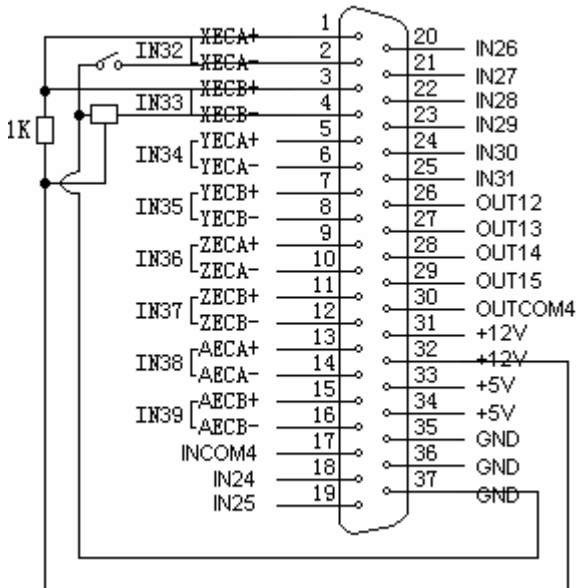 IN32 XECA+ 1
XECA- 2
IN33 XECB+ 3
XECB- 4
1K
IN34 YECA+ 5
YECA- 6
IN35 YECB+ 7
YECB- 8
IN36 ZECA+ 9
ZECA- 10
IN37 ZECB+ 11
ZECB- 12
IN38 AECA+ 13
AECA- 14
IN39 AECB+ 15
AECB- 16
INCOM4 17
IN24 18
IN25 19
20 IN26
21 IN27
22 IN28
23 IN29
24 IN30
25 IN31
26 OUT12
27 OUT13
28 OUT14
29 OUT15
30 OUTCOM4
31 +12V
32 +12V
33 +5V
34 +5V
35 GND
36 GND
37 GND